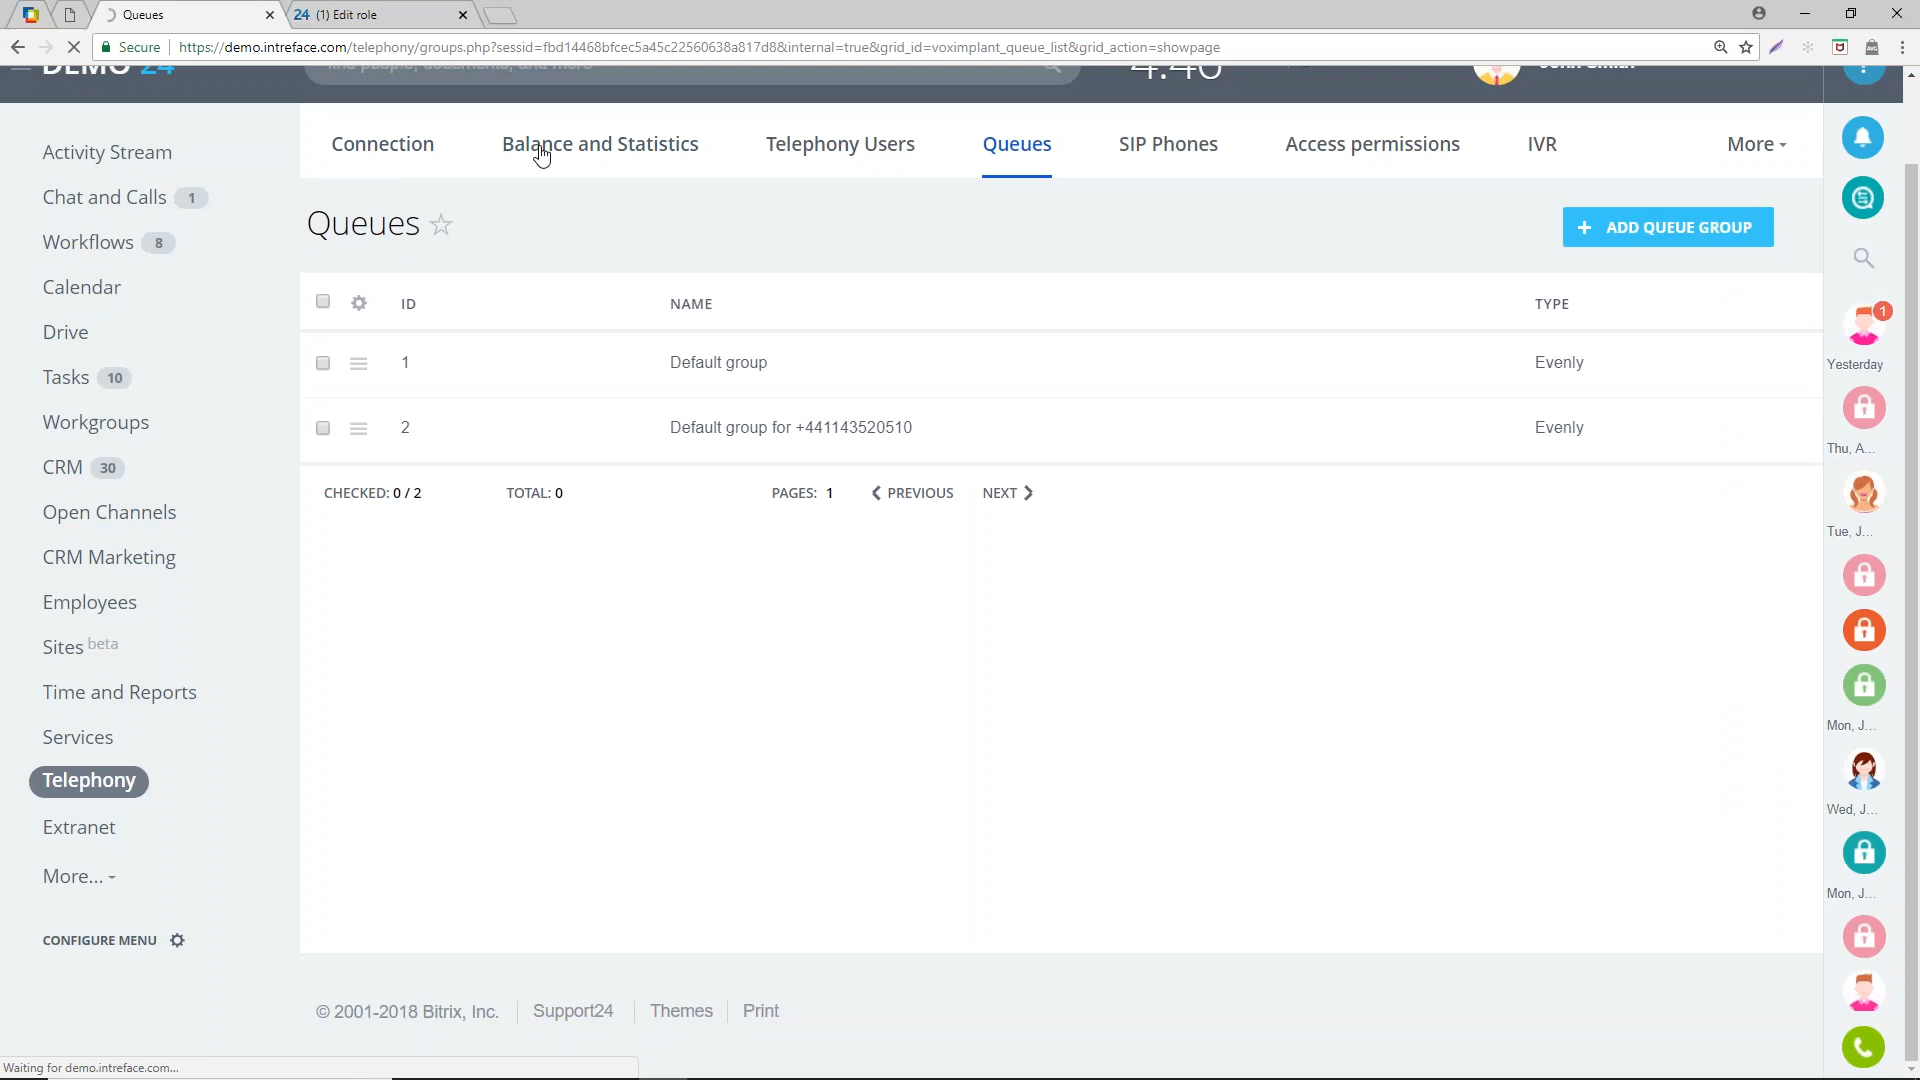 Queues
24 (1) Edit role
Secure https://demo.intreface.com/telephony/groups.php?sessid=fbd14468bfcec5a45c22560638a817d8&internal=true&grid_id=voximplant_queue_list&grid_action=showpage
DEMO 24
find people, documents, and more
4:46
John Smith
Connection
Balance and Statistics
Telephony Users
Queues
SIP Phones
Access permissions
IVR
More
Activity Stream
Chat and Calls 1
Workflows 8
Calendar
Drive
Tasks 10
Workgroups
CRM 30
Open Channels
CRM Marketing
Employees
Sites beta
Time and Reports
Services
Telephony
Extranet
More...
CONFIGURE MENU
Queues
+ ADD QUEUE GROUP
ID NAME TYPE
1 Default group Evenly
2 Default group for +441143520510 Evenly
CHECKED: 0 / 2 TOTAL: 0 PAGES: 1 PREVIOUS NEXT
© 2001-2018 Bitrix, Inc. Support24 Themes Print
1
Yesterday
Thu, A...
Tue, J...
Mon, J...
Wed, J...
Mon, J...
Waiting for demo.intreface.com...